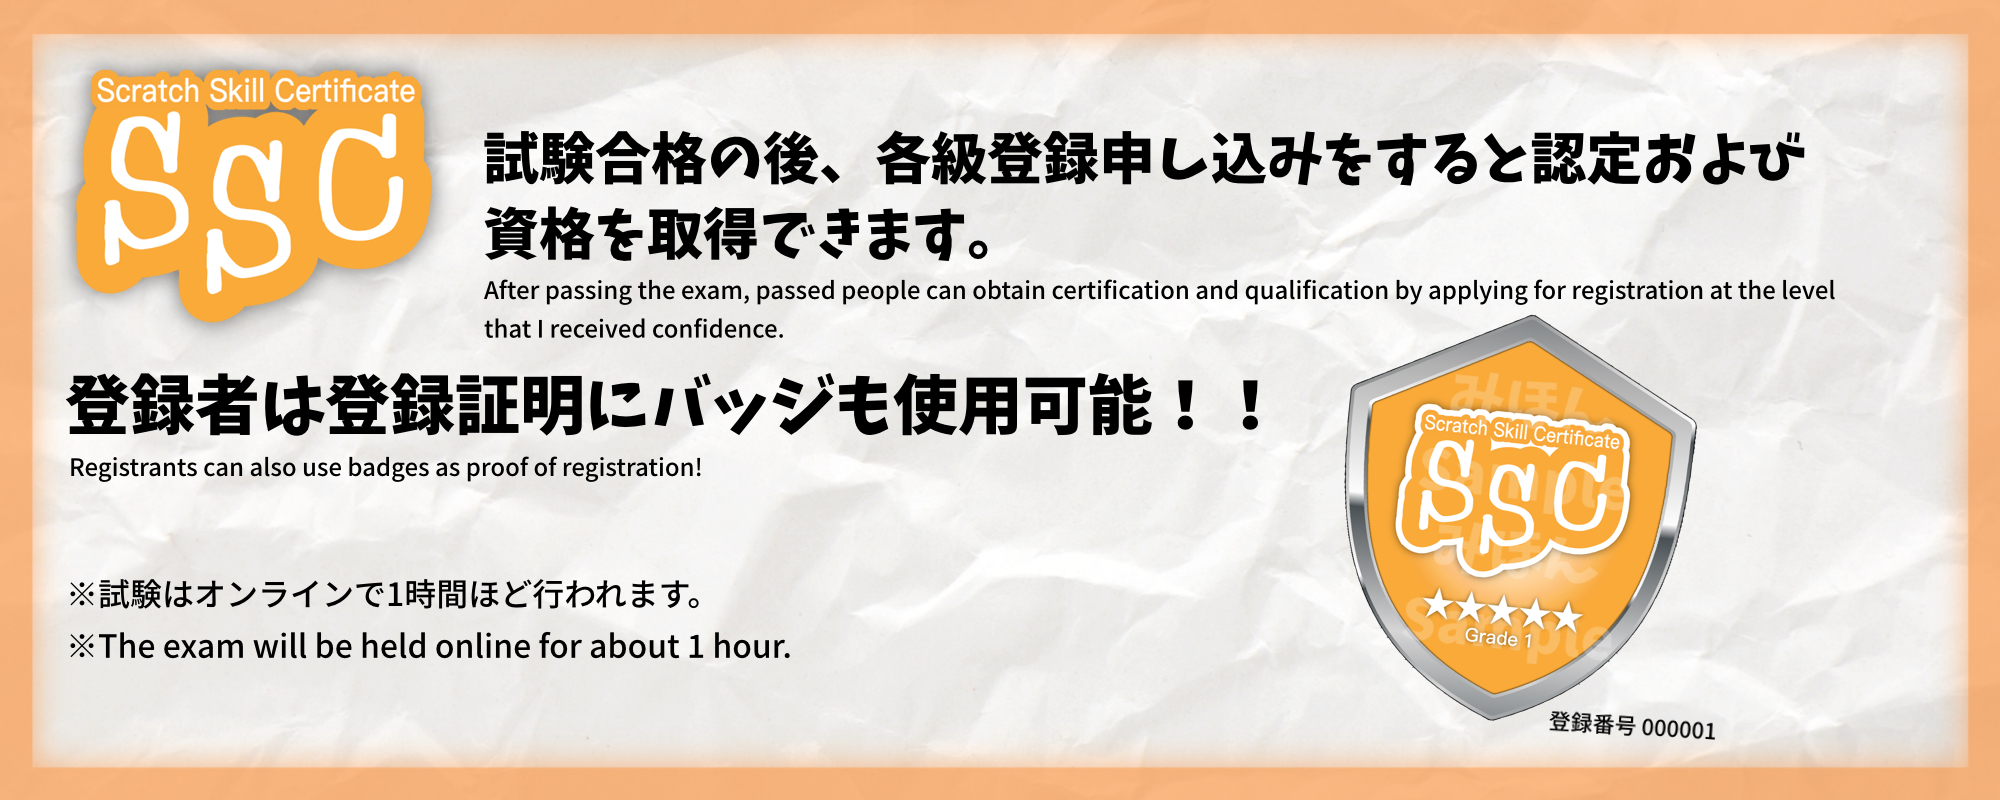 Scratch Skill Certificate
SSC
試験合格の後、各級登録申し込みをすると認定および
資格を取得できます。
After passing the exam, passed people can obtain certification and qualification by applying for registration at the level
that I received confidence.
登録者は登録証明にバッジも使用可能！！
Registrants can also use badges as proof of registration!
※試験はオンラインで1時間ほど行われます。
※The exam will be held online for about 1 hour.
みほん
Scratch Skill Certificate
SSC
Sample
みほん
★★★★★
Sample
Grade 1
登録番号 000001